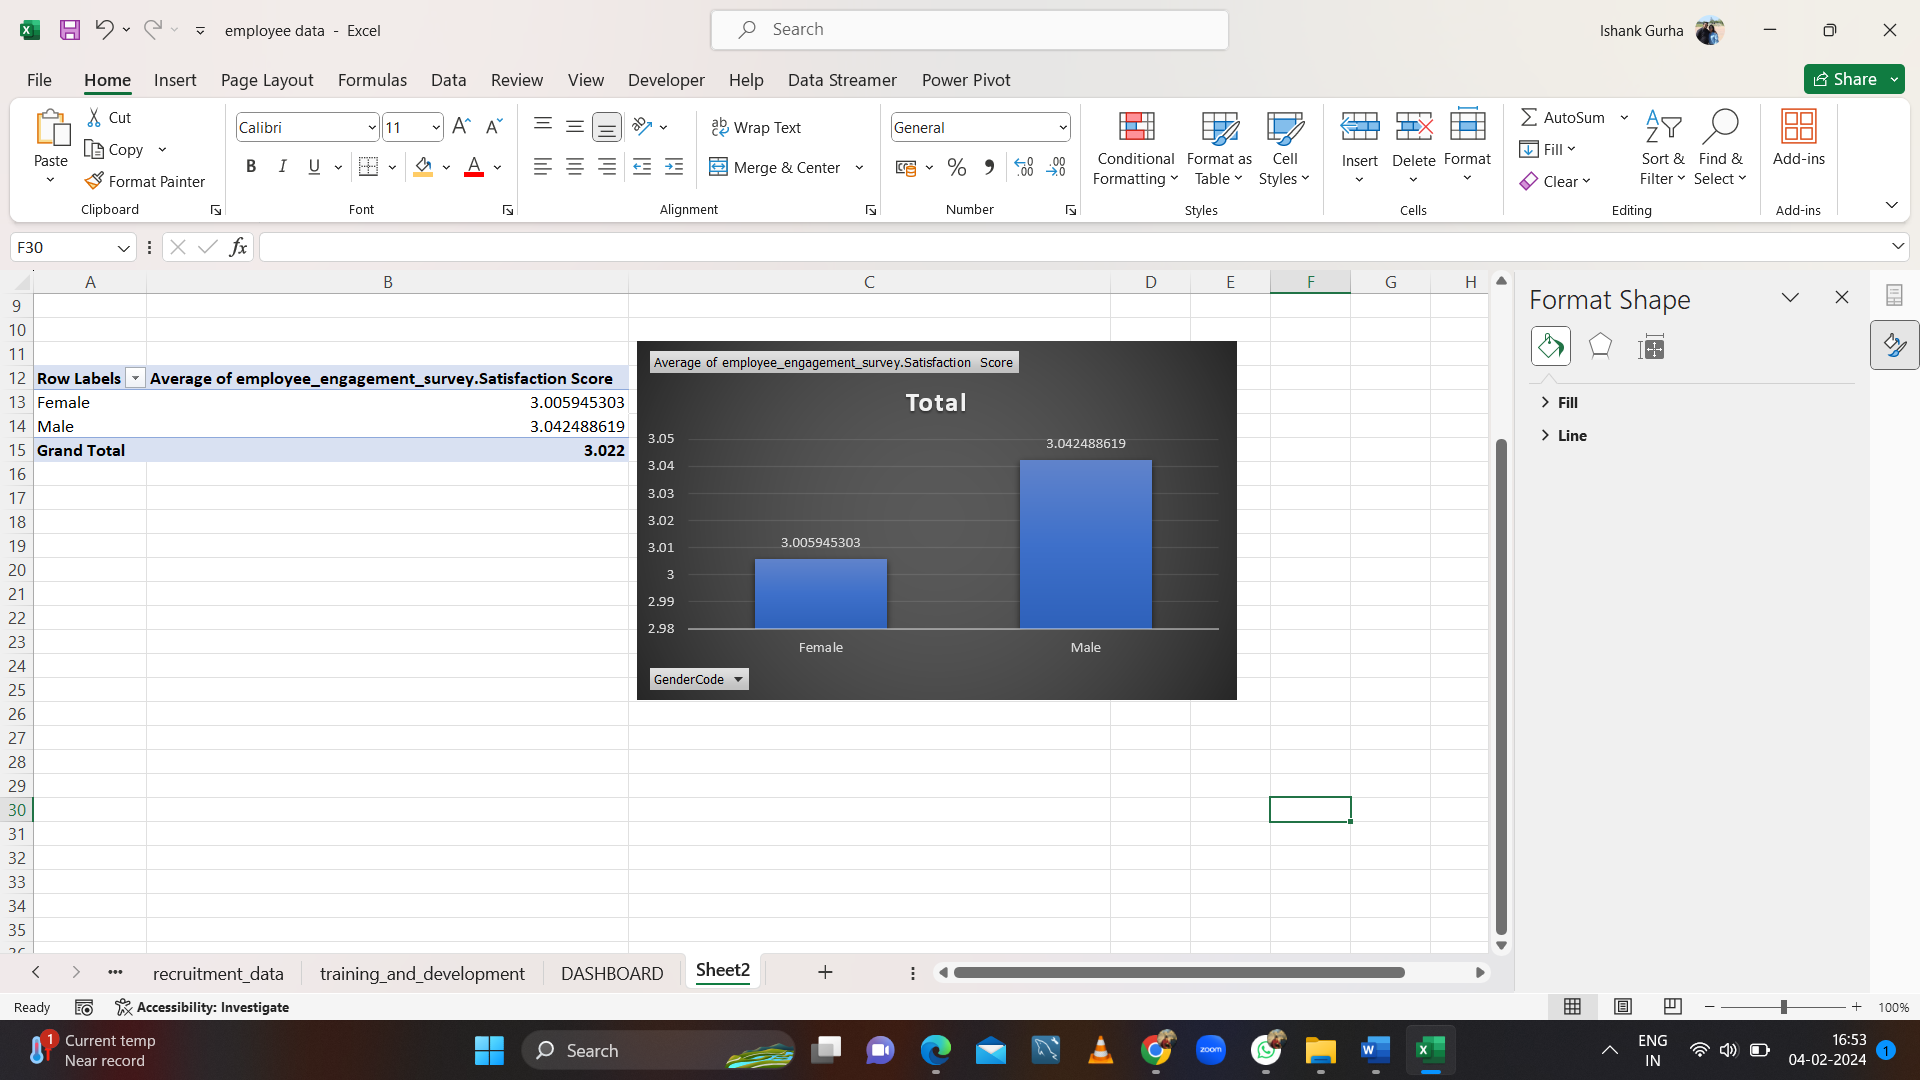 employee data - Excel
Search
Ishank Gurha
File Home Insert Page Layout Formulas Data Review View Developer Help Data Streamer Power Pivot
Share
Paste
Cut
Copy
Format Painter
Clipboard
Calibri 11
B I U
Font
Wrap Text
Merge & Center
Alignment
General
Number
Conditional Formatting
Format as Table
Cell Styles
Styles
Insert Delete Format
Cells
AutoSum
Fill
Clear
Sort & Filter
Find & Select
Editing
Add-ins
Add-ins
F30
fx
A B C D E F G H
9
10
11
12 Row Labels Average of employee_engagement_survey.Satisfaction Score
13 Female 3.005945303
14 Male 3.042488619
15 Grand Total 3.022
16
17
18
19
20
21
22
23
24
25
26
27
28
29
30
31
32
33
34
35
36
Average of employee_engagement_survey.Satisfaction Score
Total
3.05
3.04
3.03
3.02
3.01
3
2.99
2.98
3.005945303
3.042488619
Female Male
GenderCode
Format Shape
Fill
Line
recruitment_data training_and_development DASHBOARD Sheet2
Ready
Accessibility: Investigate
100%
1
Current temp
Near record
Search
zoom
ENG
IN
16:53
04-02-2024
1